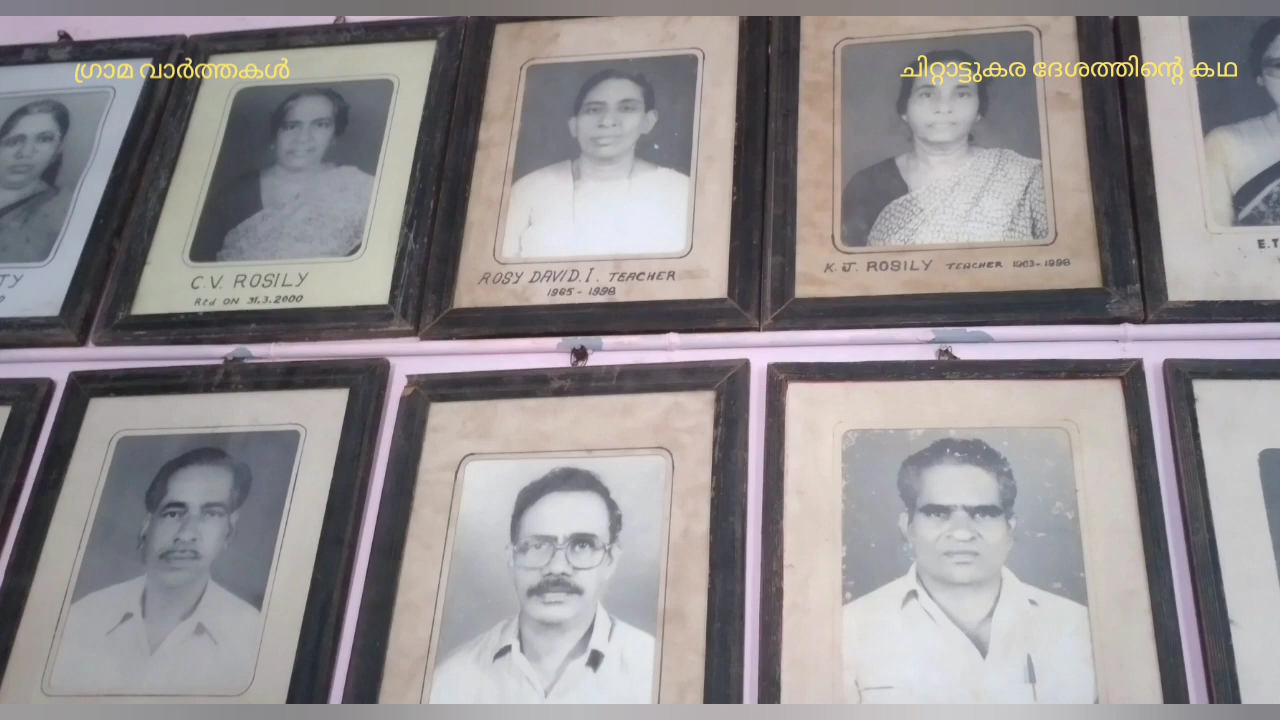 ഗ്രാമ വാർത്തകൾ
ചിറ്റാട്ടുകര ദേശത്തിന്റെ കഥ
C.V. ROSILY
Rtd ON 31.3.2000
ROSY DAVID. I. TEACHER
1965 - 1998
K. J. ROSILY TEACHER 1963-1998
E.T
TY